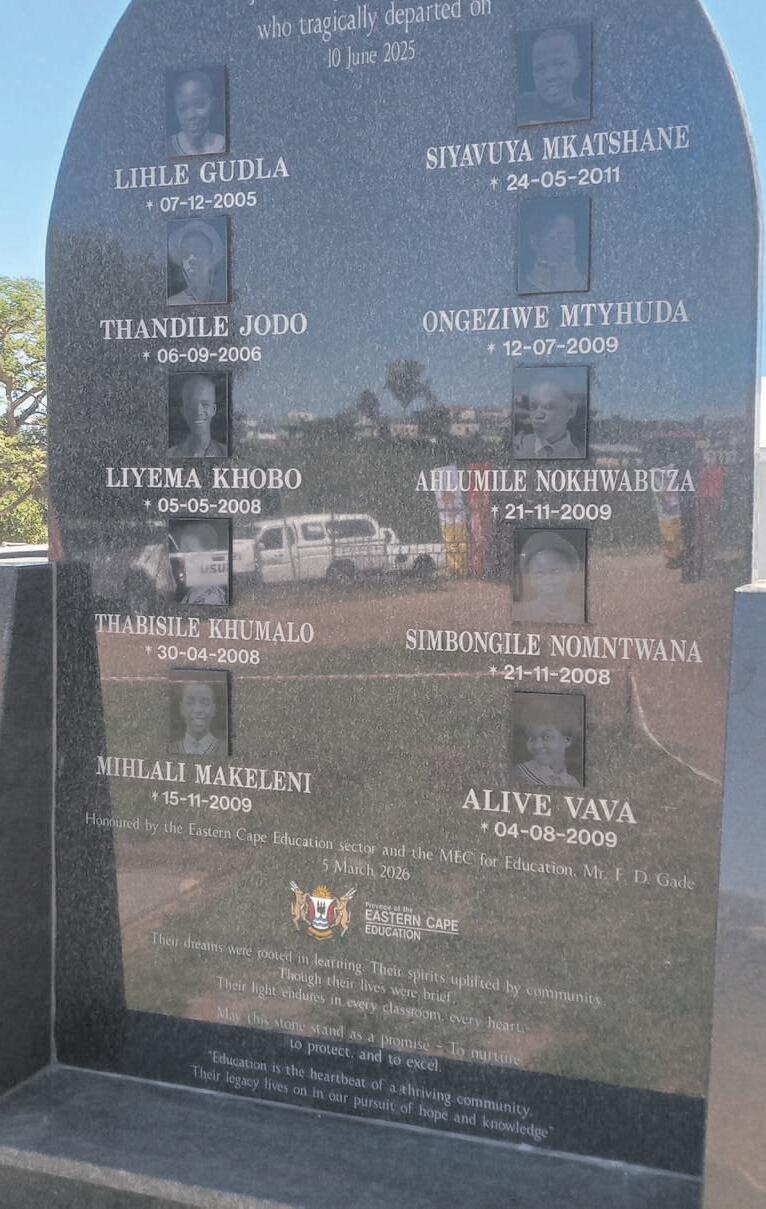 who tragically departed on
10 June 2025
LIHLE GUDLA
* 07-12-2005
SIYAVUYA MKATSHANE
* 24-05-2011
THANDILE JODO
* 06-09-2006
ONGEZIWE MTYHUDA
* 12-07-2009
LIYEMA KHOBO
* 05-05-2008
AHLUMILE NOKHWABUZA
* 21-11-2009
THABISILE KHUMALO
* 30-04-2008
SIMBONGILE NOMNTWANA
* 21-11-2008
MIHLALI MAKELENI
* 15-11-2009
ALIVE VAVA
* 04-08-2009
Honoured by the Eastern Cape Education sector and the MEC for Education, Mr. F. D. Gade
5 March 2026
Province of the
EASTERN CAPE
EDUCATION
Their dreams were rooted in learning. Their spirits uplifted by community.
Though their lives were brief.
Their light endures in every classroom, every heart.
May this stone stand as a promise – To nurture
to protect, and to excel.
"Education is the heartbeat of a thriving community.
Their legacy lives on in our pursuit of hope and knowledge"